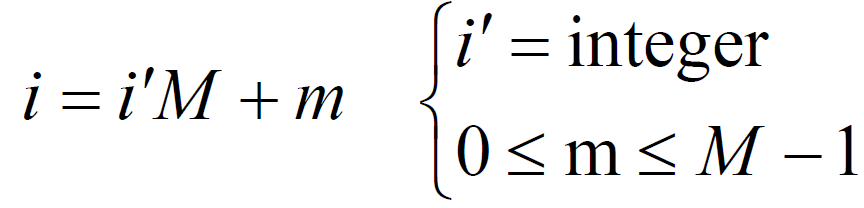 i = i'M + m
i' = integer
0 ≤ m ≤ M − 1